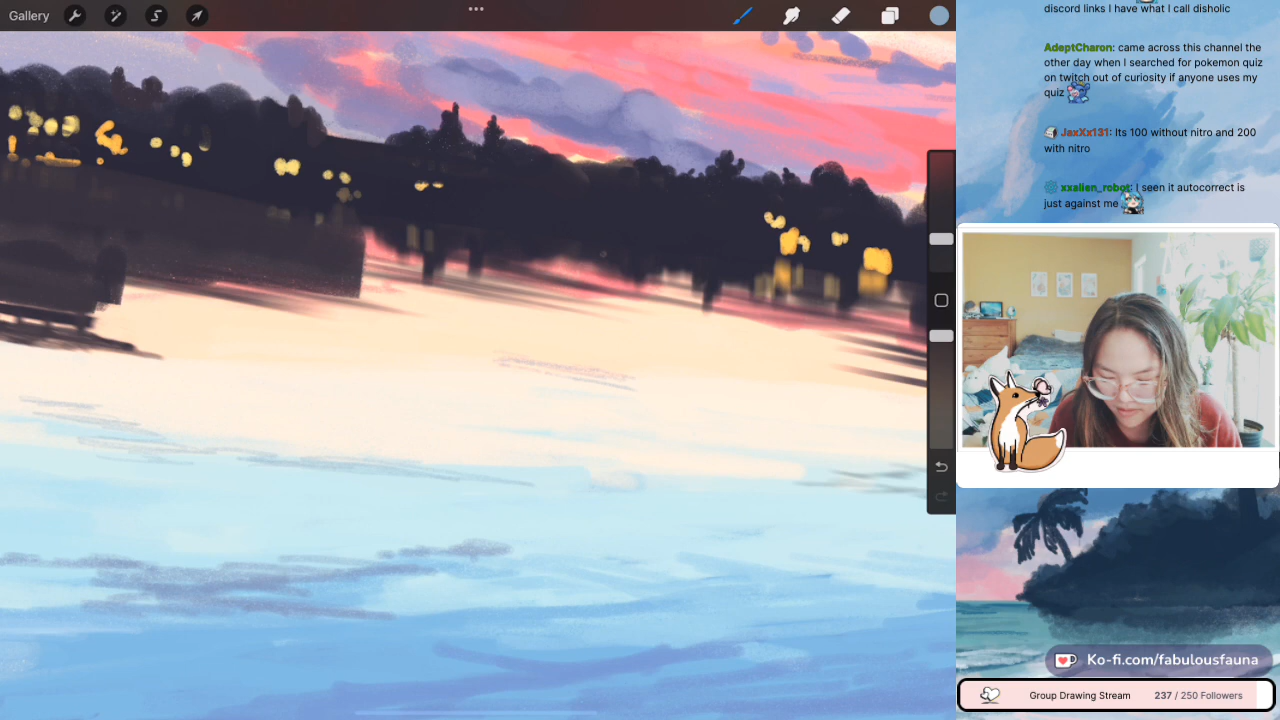 Gallery
discord links I have what I call disholic
AdeptCharon: came across this channel the
other day when I searched for pokemon quiz
on twitch out of curiosity if anyone uses my
quiz
JaxXx131: Its 100 without nitro and 200
with nitro
xxalien_robot: I seen it autocorrect is
just against me
Ko-fi.com/fabulousfauna
Group Drawing Stream 237 / 250 Followers